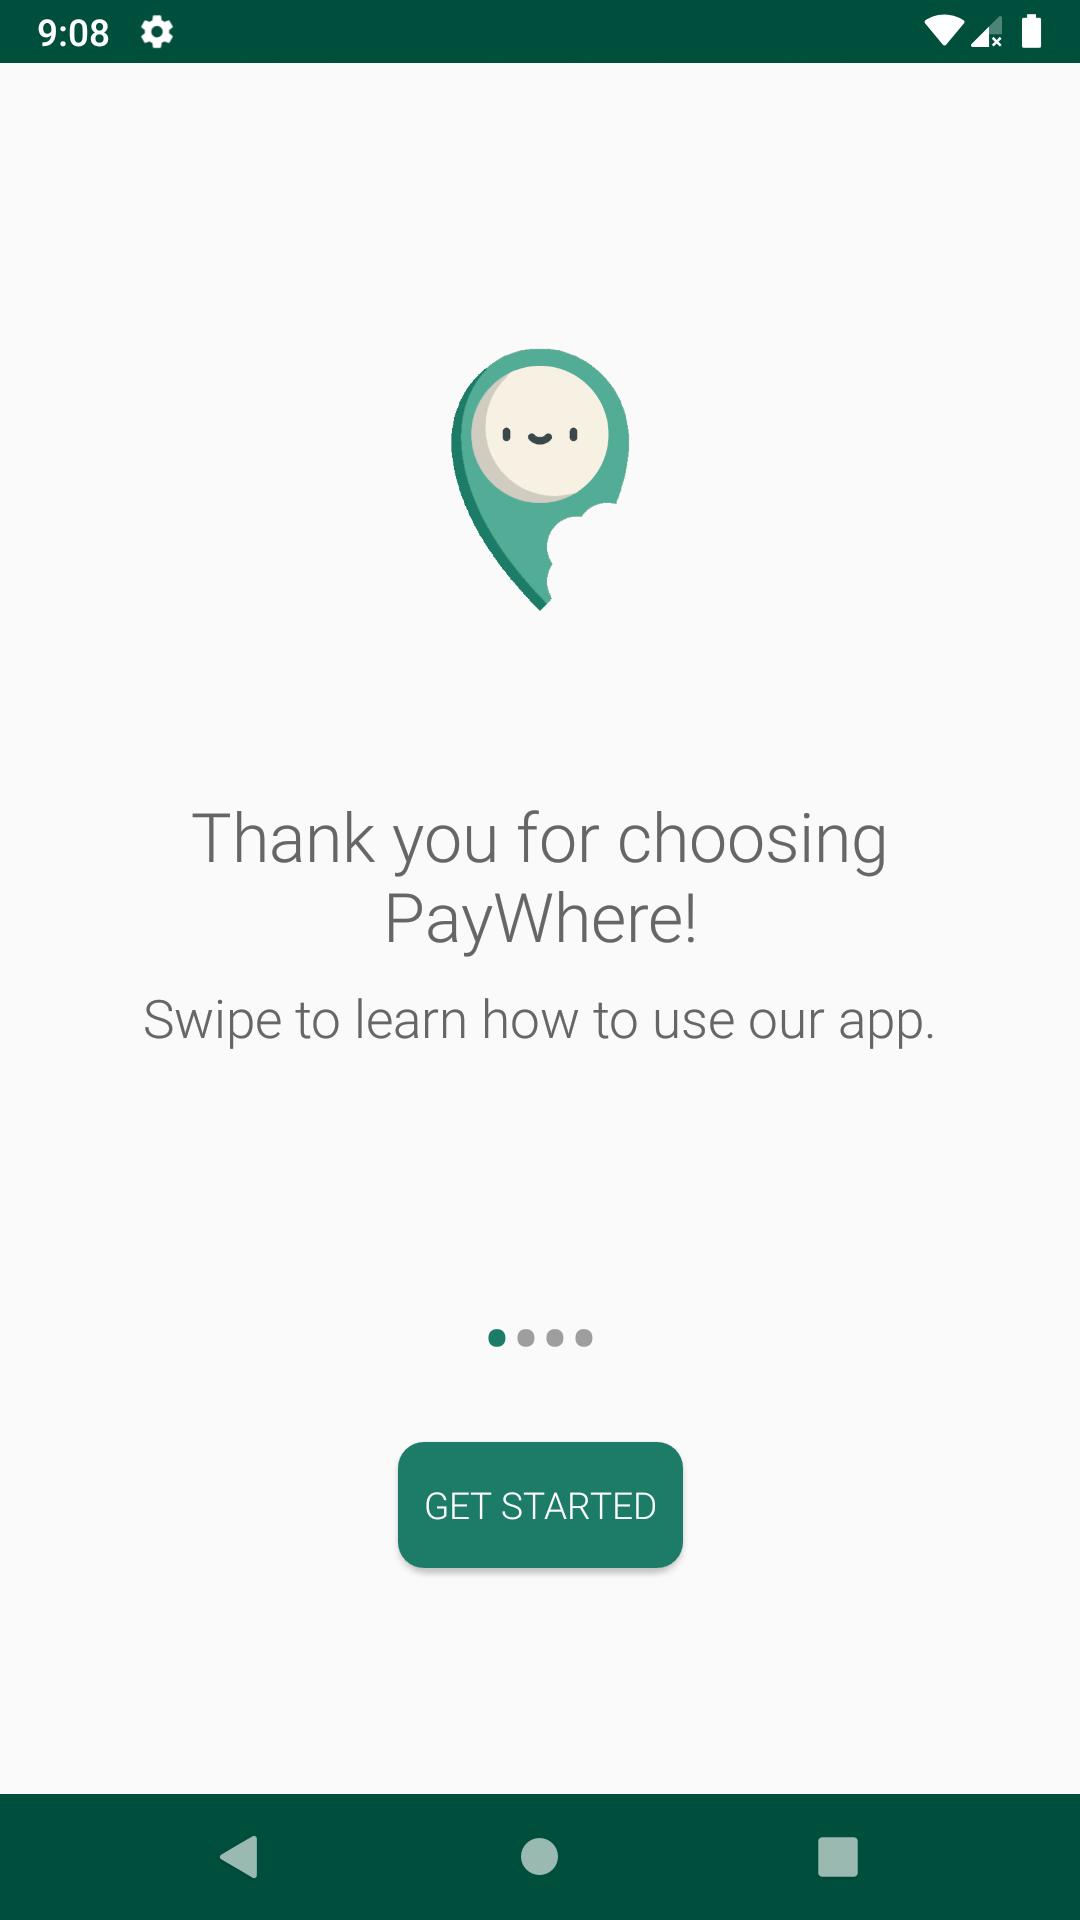 9:08
Thank you for choosing
PayWhere!
Swipe to learn how to use our app.
GET STARTED